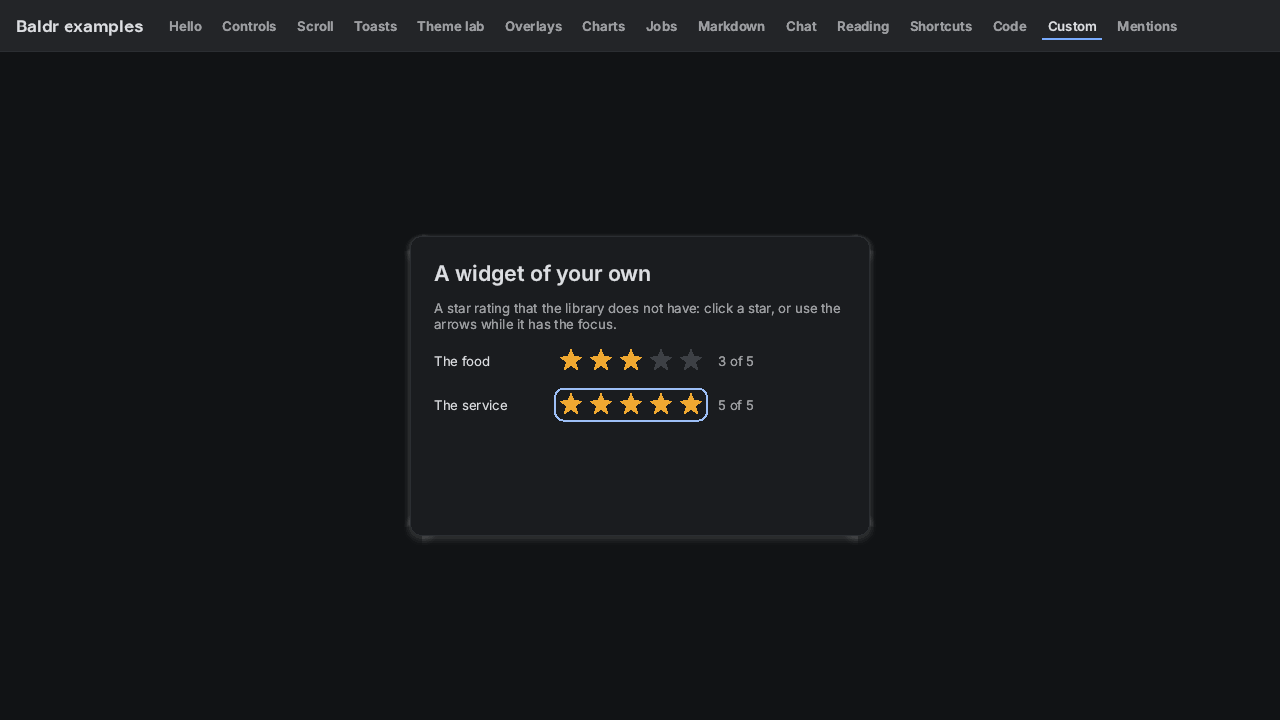 Baldr examples Hello Controls Scroll Toasts Theme lab Overlays Charts Jobs Markdown Chat Reading Shortcuts Code Custom Mentions
A widget of your own
A star rating that the library does not have: click a star, or use the
arrows while it has the focus.
The food 3 of 5
The service 5 of 5